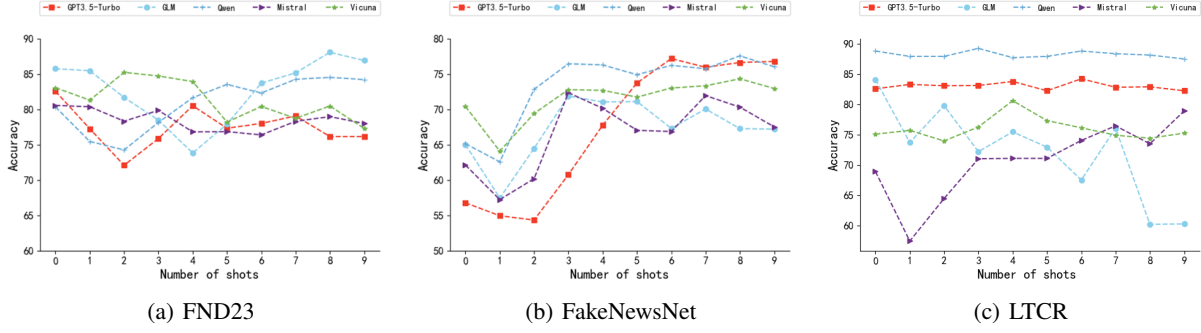 GPT3.5-Turbo GLM Qwen Mistral Vicuna
90
85
80
75
70
65
60
Accuracy
0 1 2 3 4 5 6 7 8 9
Number of shots
(a) FND23
GPT3.5-Turbo GLM Qwen Mistral Vicuna
90
85
80
75
70
65
60
55
50
Accuracy
0 1 2 3 4 5 6 7 8 9
Number of shots
(b) FakeNewsNet
GPT3.5-Turbo GLM Qwen Mistral Vicuna
90
85
80
75
70
65
60
Accuracy
0 1 2 3 4 5 6 7 8 9
Number of shots
(c) LTCR